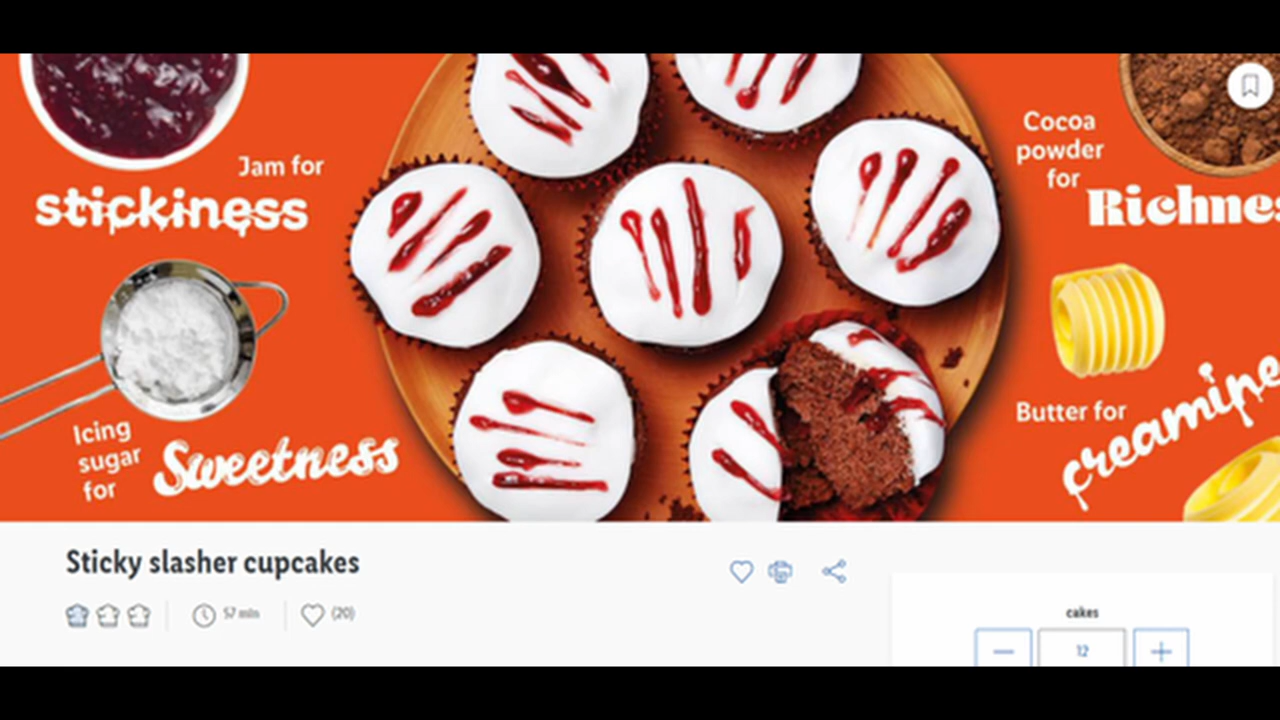 Jam for
stickiness
Icing
sugar
for
Sweetness
Cocoa
powder
for
Richnes
Butter for
creamine
Sticky slasher cupcakes
57 min
(20)
cakes
12